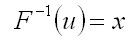 F⁻¹(u) = x